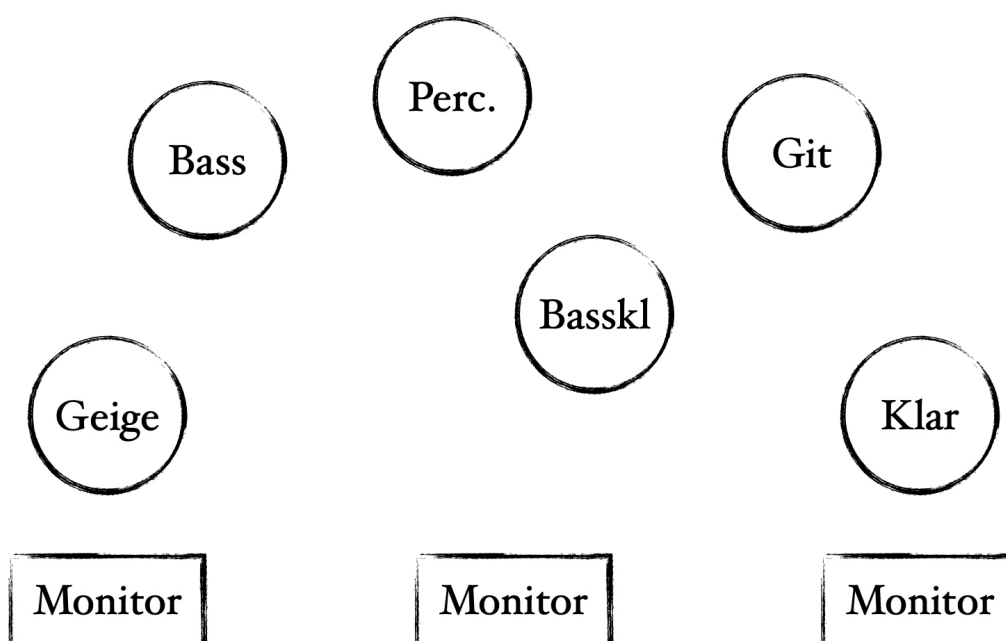 Perc.
Bass
Git
Basskl
Geige
Klar
Monitor
Monitor
Monitor